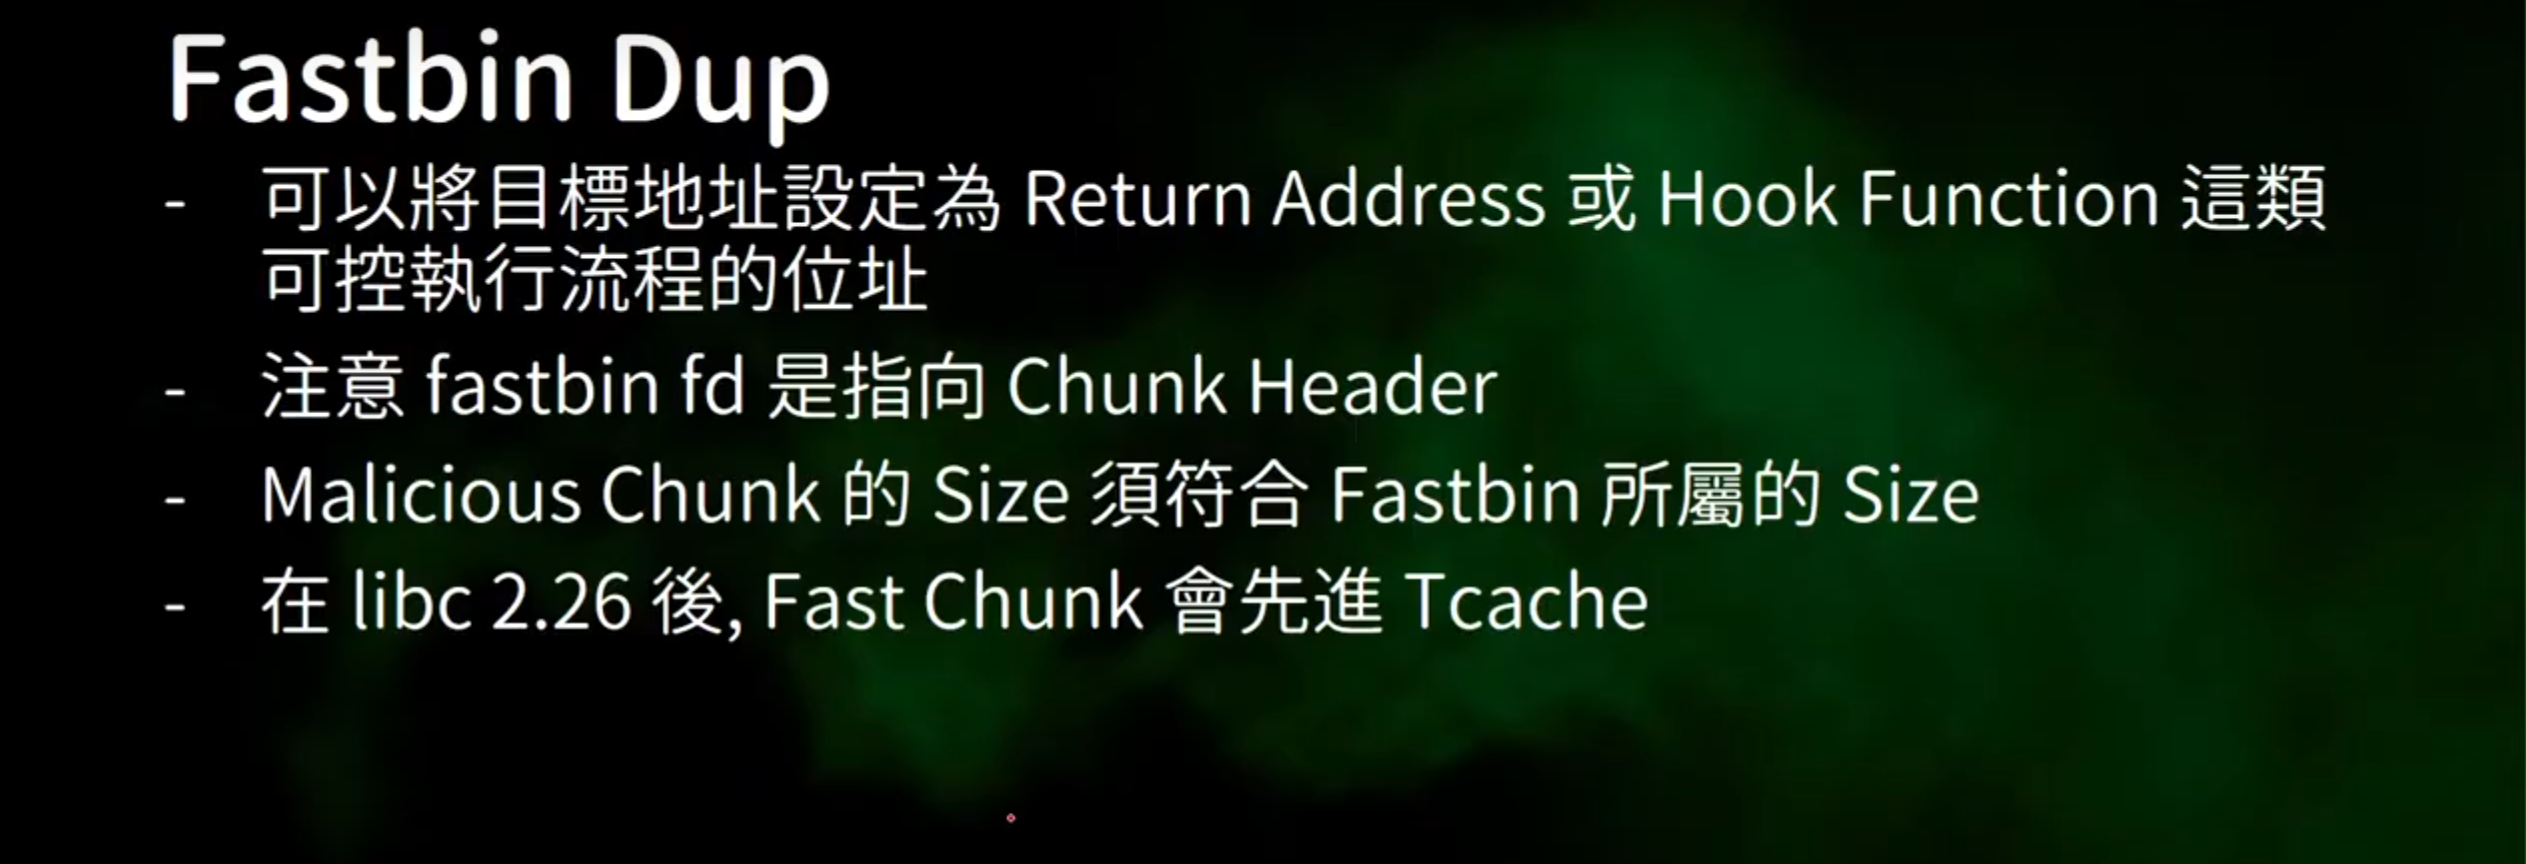 Fastbin Dup
- 可以將目標地址設定為 Return Address 或 Hook Function 這類
可控執行流程的位址
- 注意 fastbin fd 是指向 Chunk Header
- Malicious Chunk 的 Size 須符合 Fastbin 所屬的 Size
- 在 libc 2.26 後, Fast Chunk 會先進 Tcache